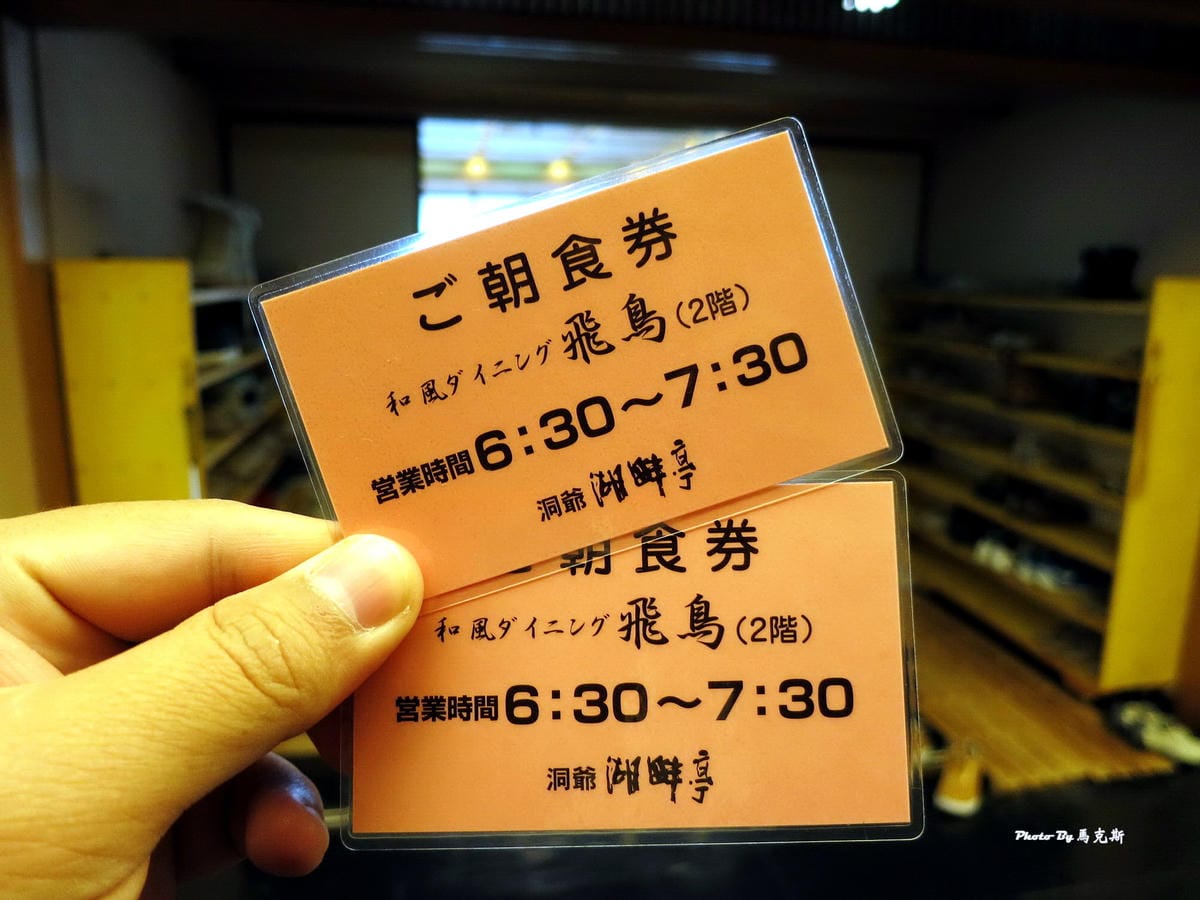 ご朝食券
和風ダイニング 飛鳥(2階)
営業時間 6:30〜7:30
洞爺 湖畔亭
ご朝食券
和風ダイニング 飛鳥(2階)
営業時間 6:30〜7:30
洞爺 湖畔亭
Photo By 馬克斯